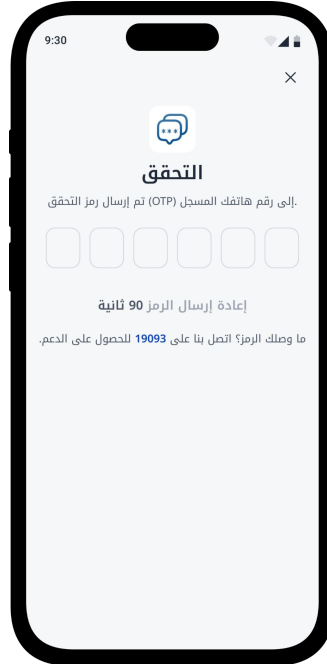 9:30
التحقق
تم إرسال رمز التحقق (OTP) إلى رقم هاتفك المسجل.
إعادة إرسال الرمز 90 ثانية
ما وصلك الرمز؟ اتصل بنا على 19093 للحصول على الدعم.